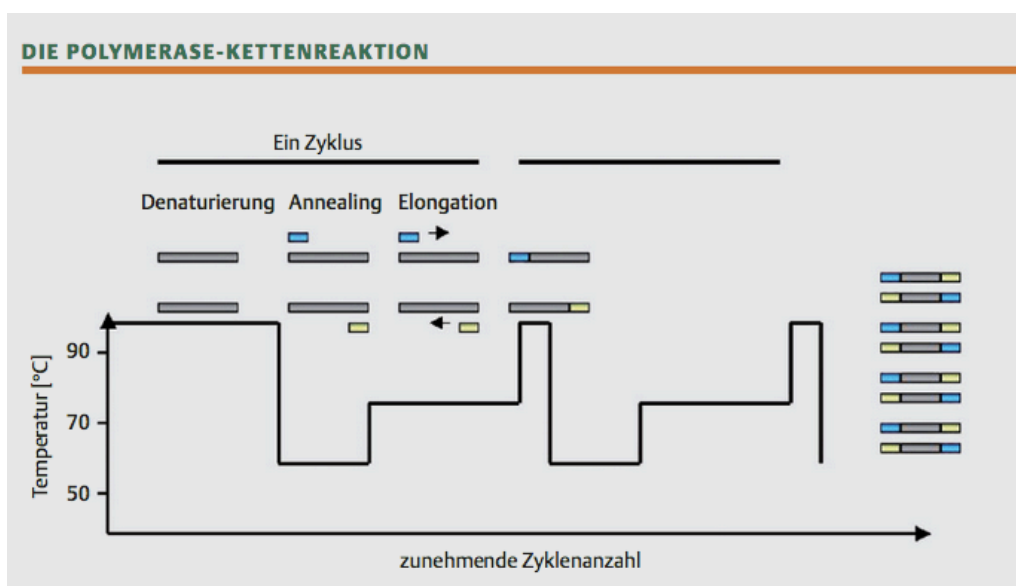 DIE POLYMERASE-KETTENREAKTION
Ein Zyklus
Denaturierung Annealing Elongation
Temperatur [°C]
90
70
50
zunehmende Zyklenanzahl